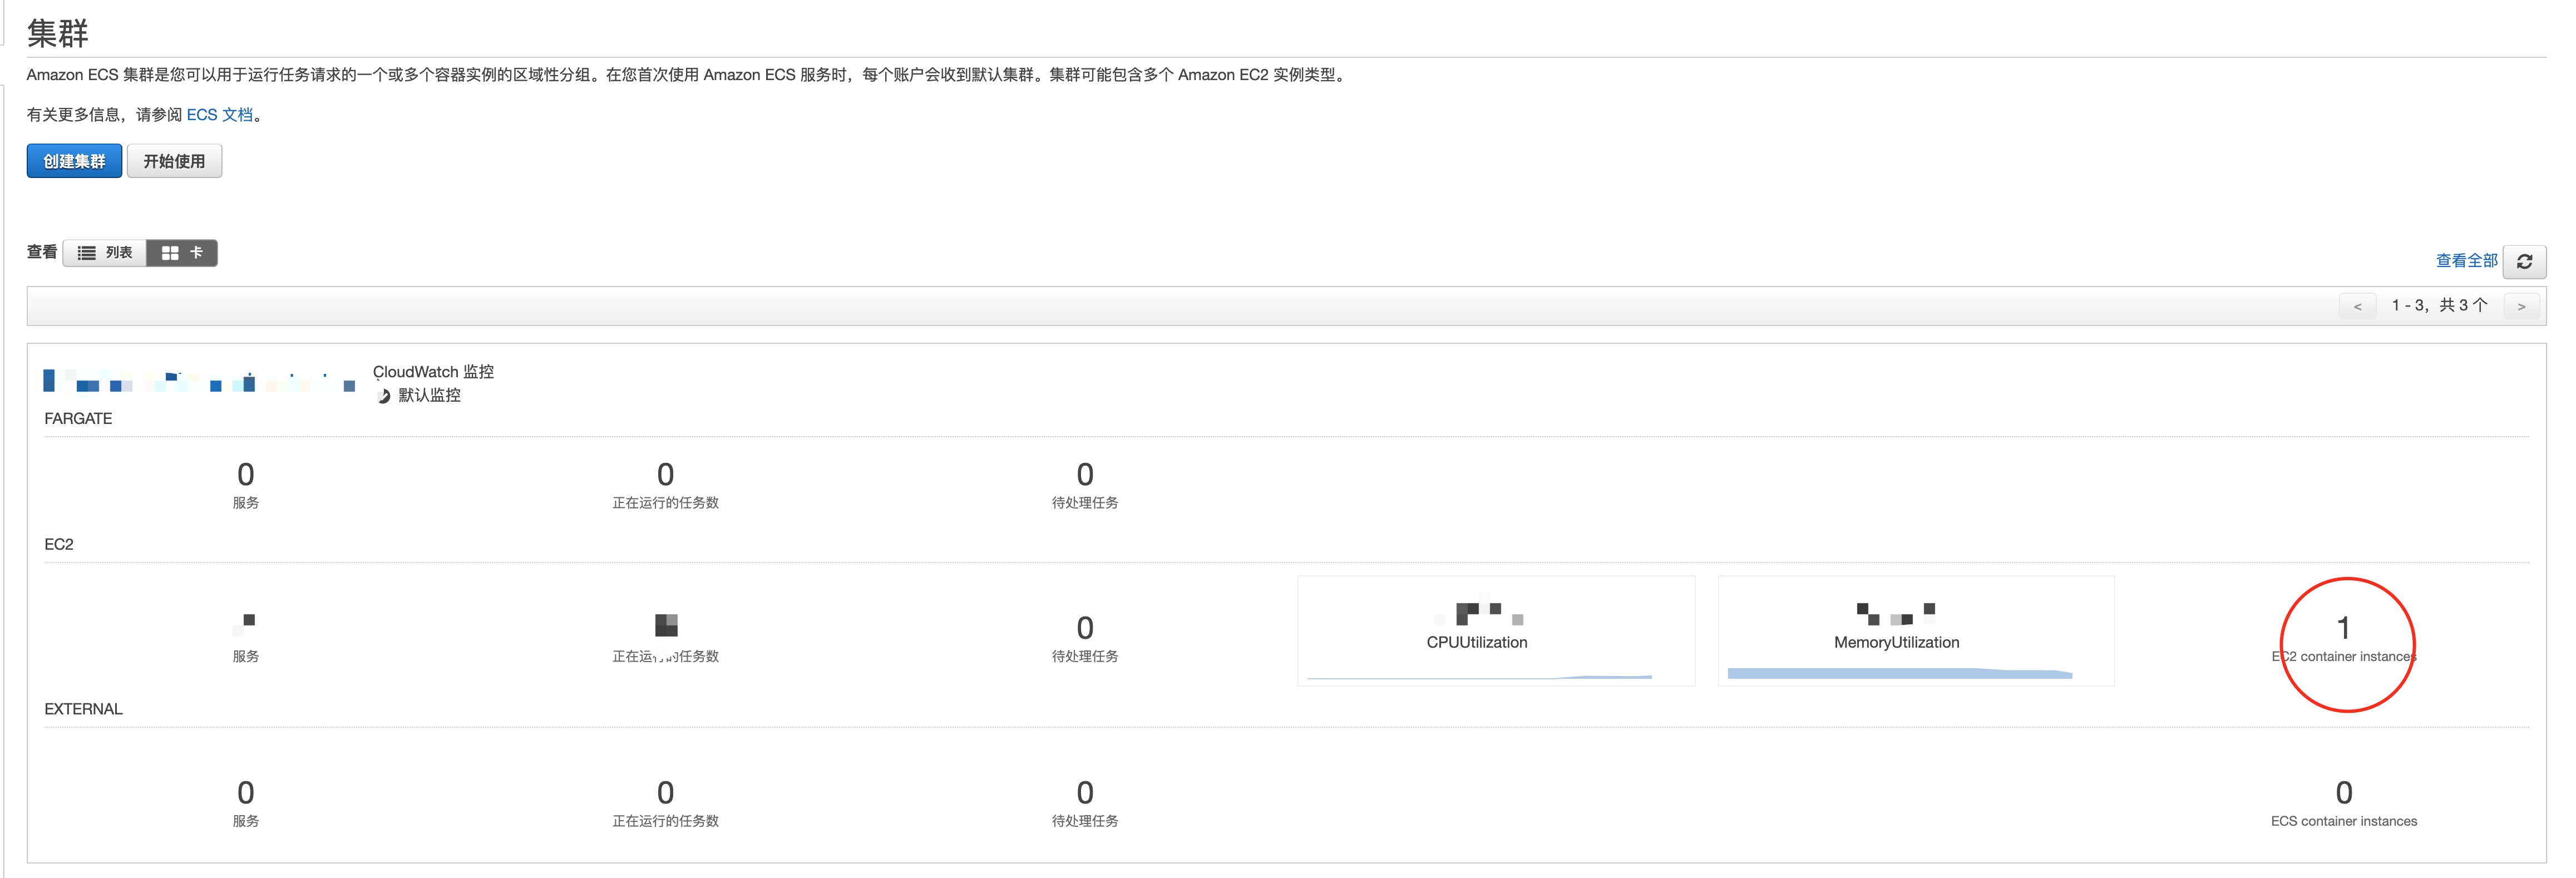 集群
Amazon ECS 集群是您可以用于运行任务请求的一个或多个容器实例的区域性分组。在您首次使用 Amazon ECS 服务时，每个账户会收到默认集群。集群可能包含多个 Amazon EC2 实例类型。
有关更多信息，请参阅 ECS 文档。
创建集群 开始使用
查看 列表 卡
查看全部
< 1 - 3，共 3 个 >
CloudWatch 监控
默认监控
FARGATE
0 0 0
服务 正在运行的任务数 待处理任务
EC2
0 1
CPUUtilization MemoryUtilization
服务 正在运行的任务数 待处理任务 EC2 container instances
EXTERNAL
0 0 0 0
服务 正在运行的任务数 待处理任务 ECS container instances